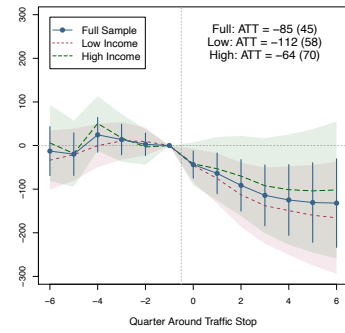 Full Sample
Low Income
High Income
Full: ATT = −85 (45)
Low: ATT = −112 (58)
High: ATT = −64 (70)
300
200
100
0
−100
−200
−300
−6 −4 −2 0 2 4 6
Quarter Around Traffic Stop